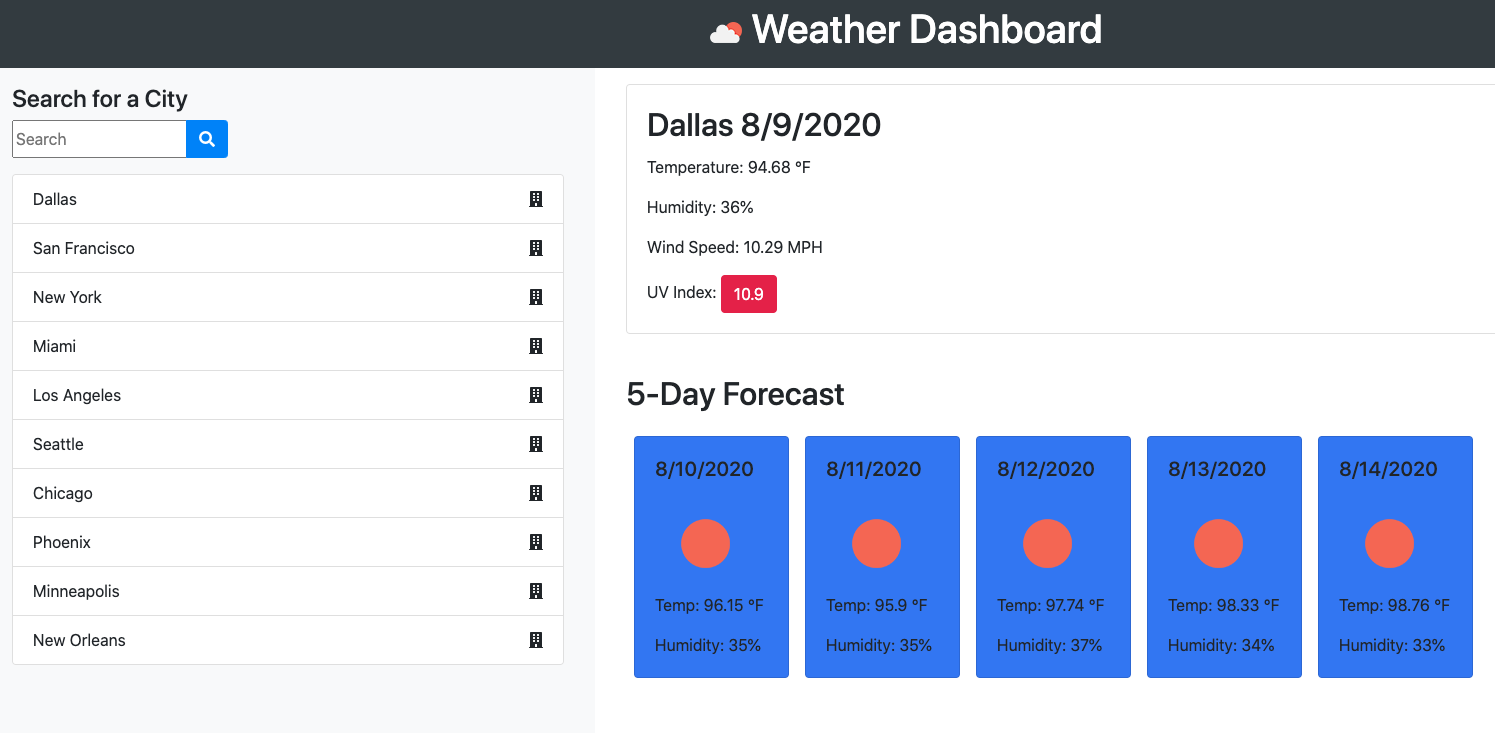 Weather Dashboard
Search for a City
Search
Dallas
San Francisco
New York
Miami
Los Angeles
Seattle
Chicago
Phoenix
Minneapolis
New Orleans
Dallas 8/9/2020
Temperature: 94.68 °F
Humidity: 36%
Wind Speed: 10.29 MPH
UV Index: 10.9
5-Day Forecast
8/10/2020
Temp: 96.15 °F
Humidity: 35%
8/11/2020
Temp: 95.9 °F
Humidity: 35%
8/12/2020
Temp: 97.74 °F
Humidity: 37%
8/13/2020
Temp: 98.33 °F
Humidity: 34%
8/14/2020
Temp: 98.76 °F
Humidity: 33%